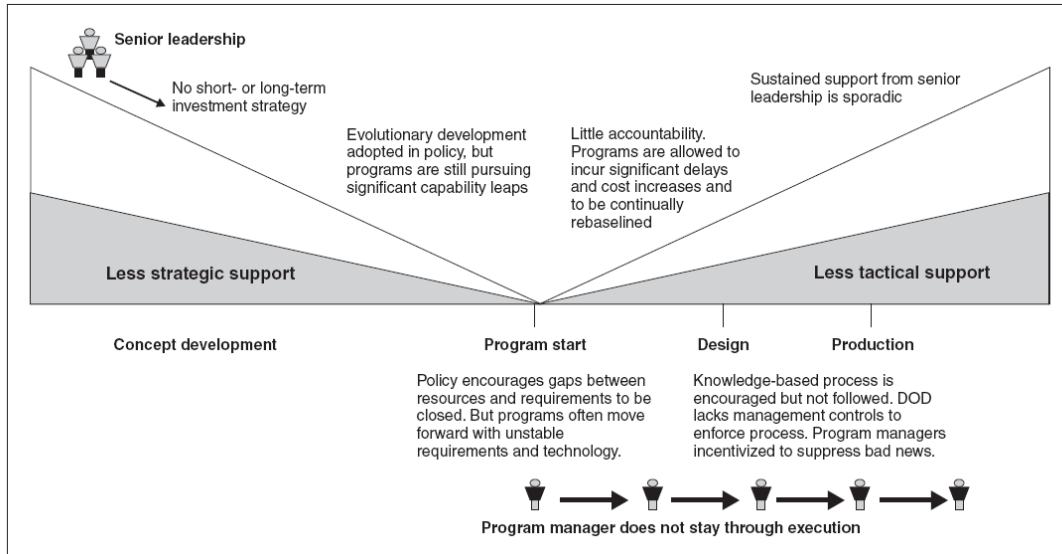 Senior leadership
No short- or long-term
investment strategy
Sustained support from senior
leadership is sporadic
Evolutionary development
adopted in policy, but
programs are still pursuing
significant capability leaps
Little accountability.
Programs are allowed to
incur significant delays
and cost increases and
to be continually
rebaselined
Less strategic support
Less tactical support
Concept development
Program start
Design
Production
Policy encourages gaps between
resources and requirements to be
closed. But programs often move
forward with unstable
requirements and technology.
Knowledge-based process is
encouraged but not followed. DOD
lacks management controls to
enforce process. Program managers
incentivized to suppress bad news.
Program manager does not stay through execution